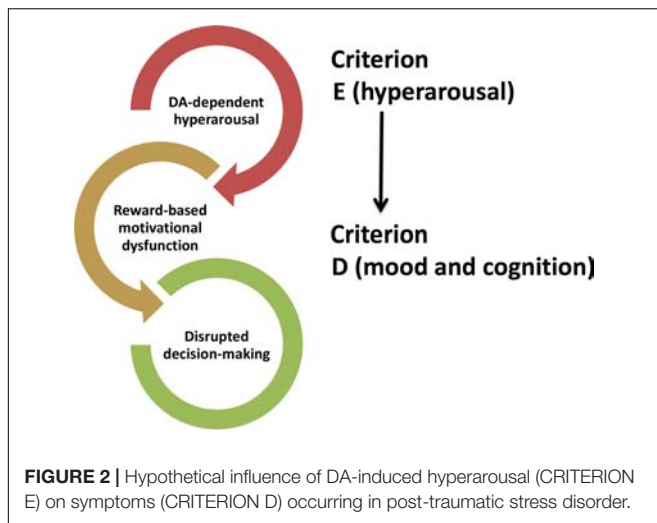 DA-dependent
hyperarousal
Reward-based
motivational
dysfunction
Disrupted
decision-making
Criterion
E (hyperarousal)
Criterion
D (mood and cognition)
FIGURE 2 | Hypothetical influence of DA-induced hyperarousal (CRITERION
E) on symptoms (CRITERION D) occurring in post-traumatic stress disorder.